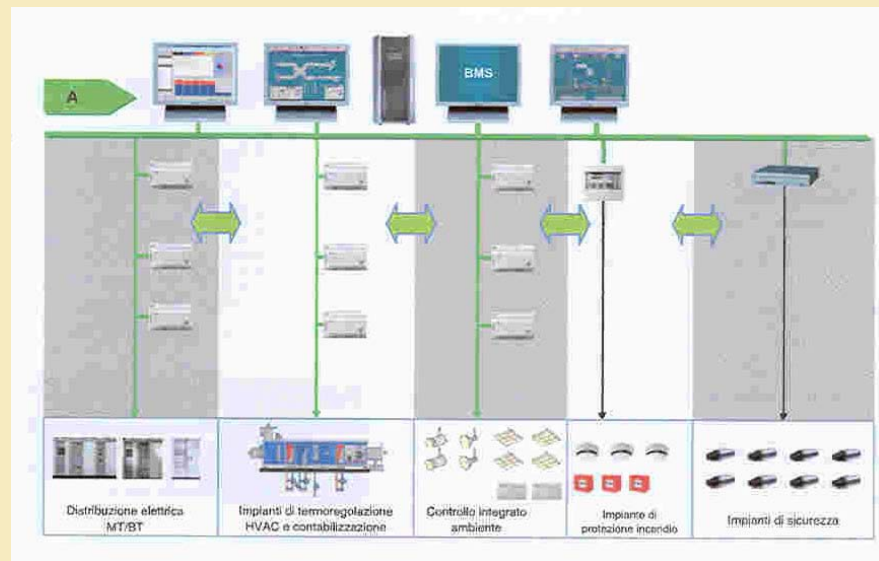 A
BMS
Distribuzione elettrica
MT/BT
Impianti di termoregolazione
HVAC e contabilizzazione
Controllo integrato
ambiente
Impianto di
protezione incendio
Impianti di sicurezza